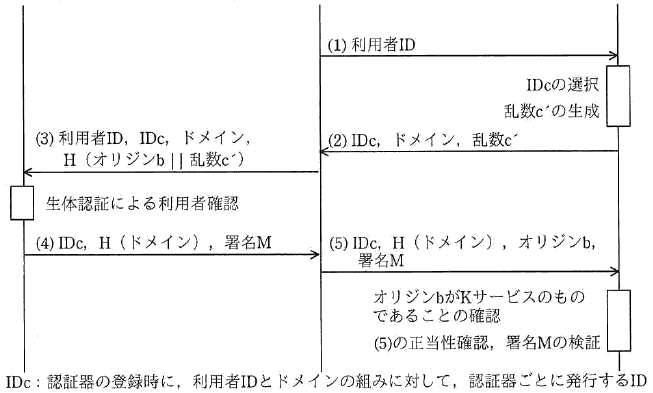 (1) 利用者ID
IDcの選択
乱数c´の生成
(2) IDc, ドメイン, 乱数c´
(3) 利用者ID, IDc, ドメイン,
H(オリジンb || 乱数c´)
生体認証による利用者確認
(4) IDc, H(ドメイン), 署名M
(5) IDc, H(ドメイン), オリジンb,
署名M
オリジンbがKサービスのもの
であることの確認
(5)の正当性確認, 署名Mの検証
IDc:認証器の登録時に, 利用者IDとドメインの組みに対して, 認証器ごとに発行するID